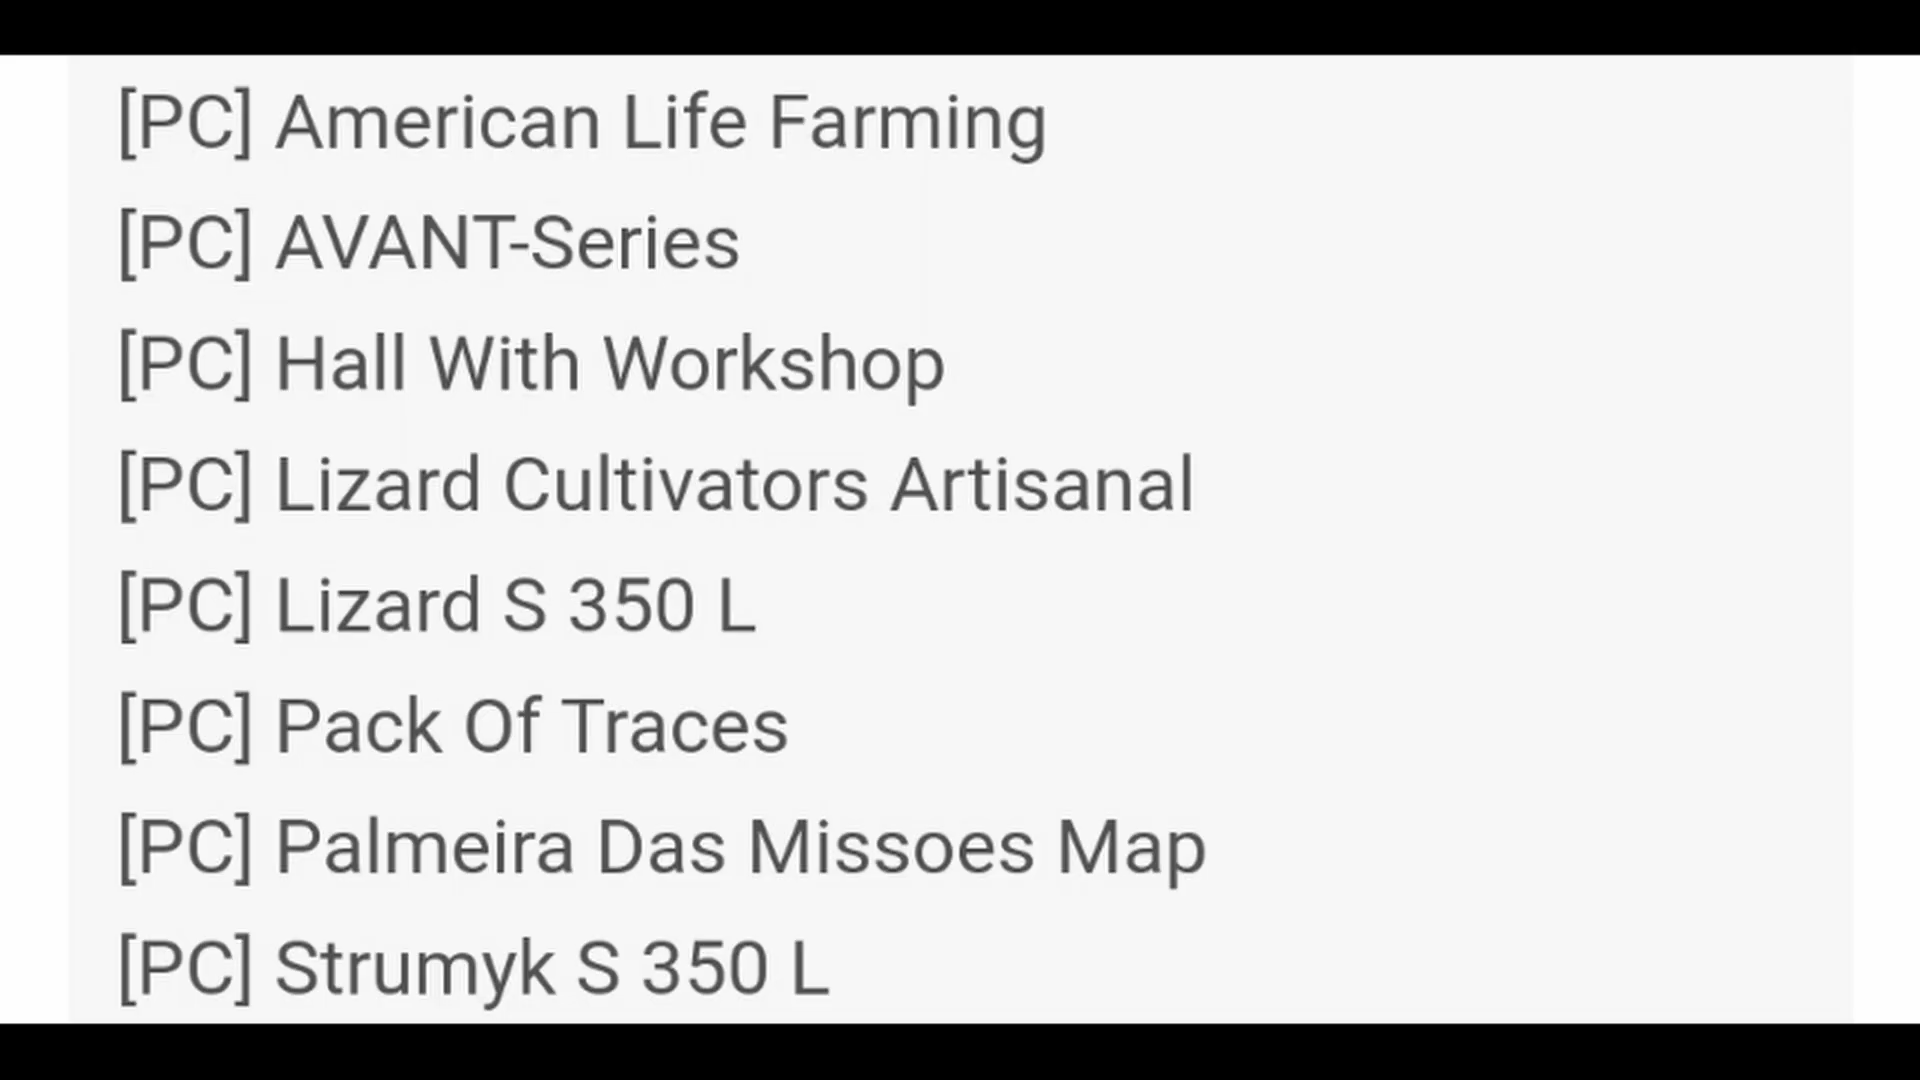 [PC] American Life Farming
[PC] AVANT-Series
[PC] Hall With Workshop
[PC] Lizard Cultivators Artisanal
[PC] Lizard S 350 L
[PC] Pack Of Traces
[PC] Palmeira Das Missoes Map
[PC] Strumyk S 350 L